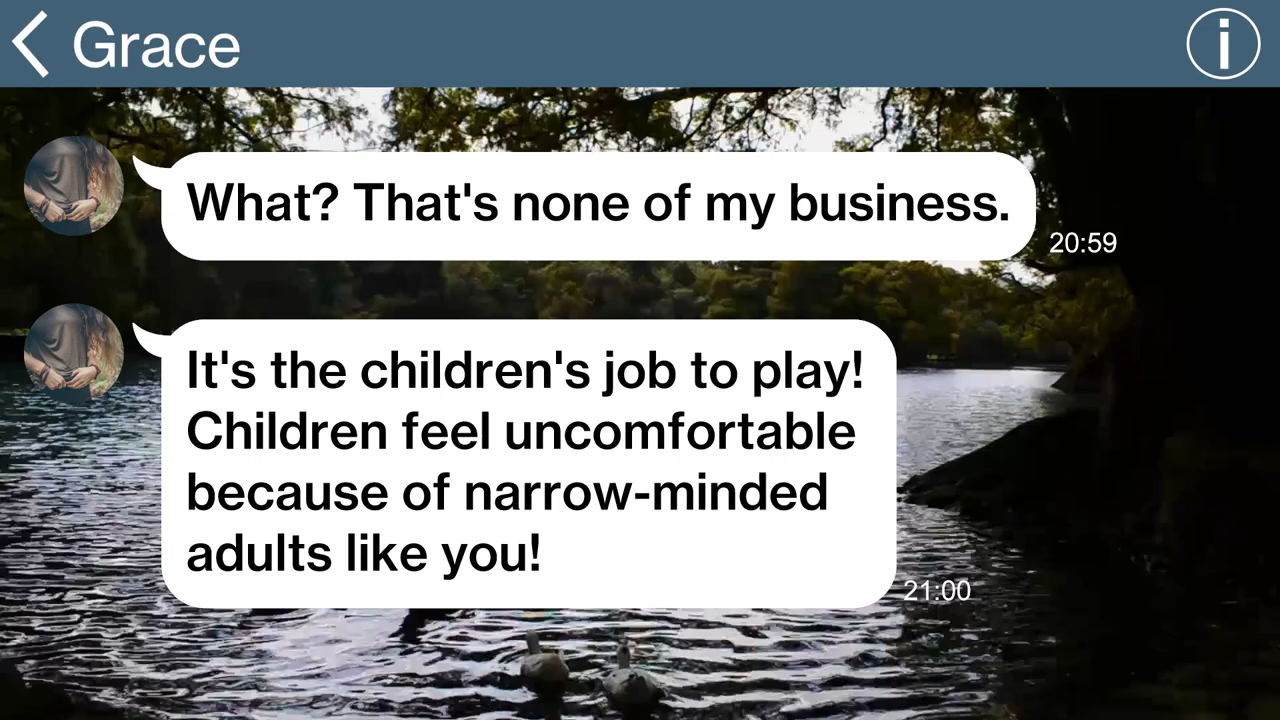 Grace
i
What? That's none of my business.
20:59
It's the children's job to play!
Children feel uncomfortable
because of narrow-minded
adults like you!
21:00